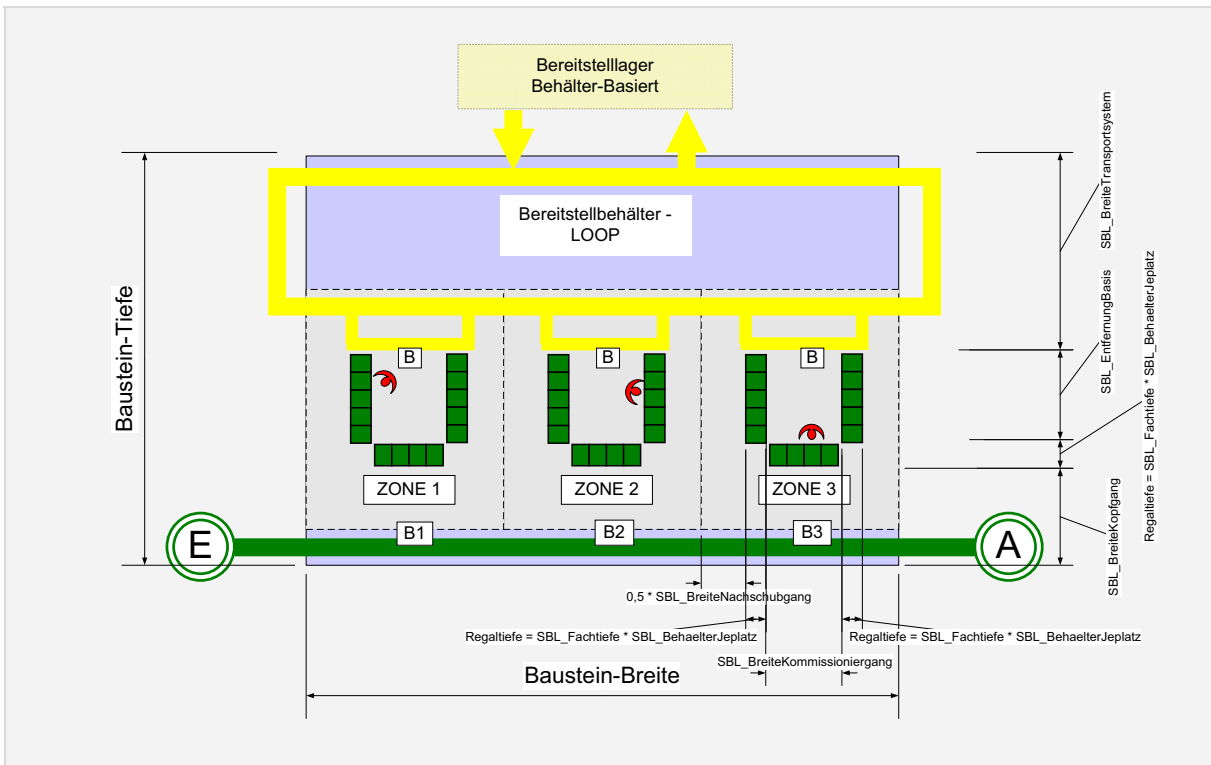 Bereitstelllager
Behälter-Basiert
Bereitstellbehälter -
LOOP
Baustein-Tiefe
SBL_BreiteTransportsystem
SBL_EntfernungBasis
Regaltiefe = SBL_Fachtiefe * SBL_BehaelterJeplatz
SBL_BreiteKopfgang
B
B
B
ZONE 1
ZONE 2
ZONE 3
B1
B2
B3
E
A
0,5 * SBL_BreiteNachschubgang
Regaltiefe = SBL_Fachtiefe * SBL_BehaelterJeplatz
Regaltiefe = SBL_Fachtiefe * SBL_BehaelterJeplatz
SBL_BreiteKommissioniergang
Baustein-Breite